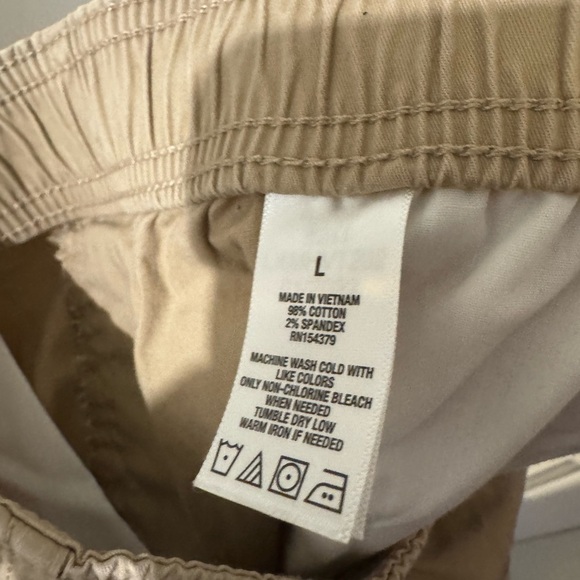 L
MADE IN VIETNAM
98% COTTON
2% SPANDEX
RN154379
MACHINE WASH COLD WITH
LIKE COLORS
ONLY NON-CHLORINE BLEACH
WHEN NEEDED
TUMBLE DRY LOW
WARM IRON IF NEEDED